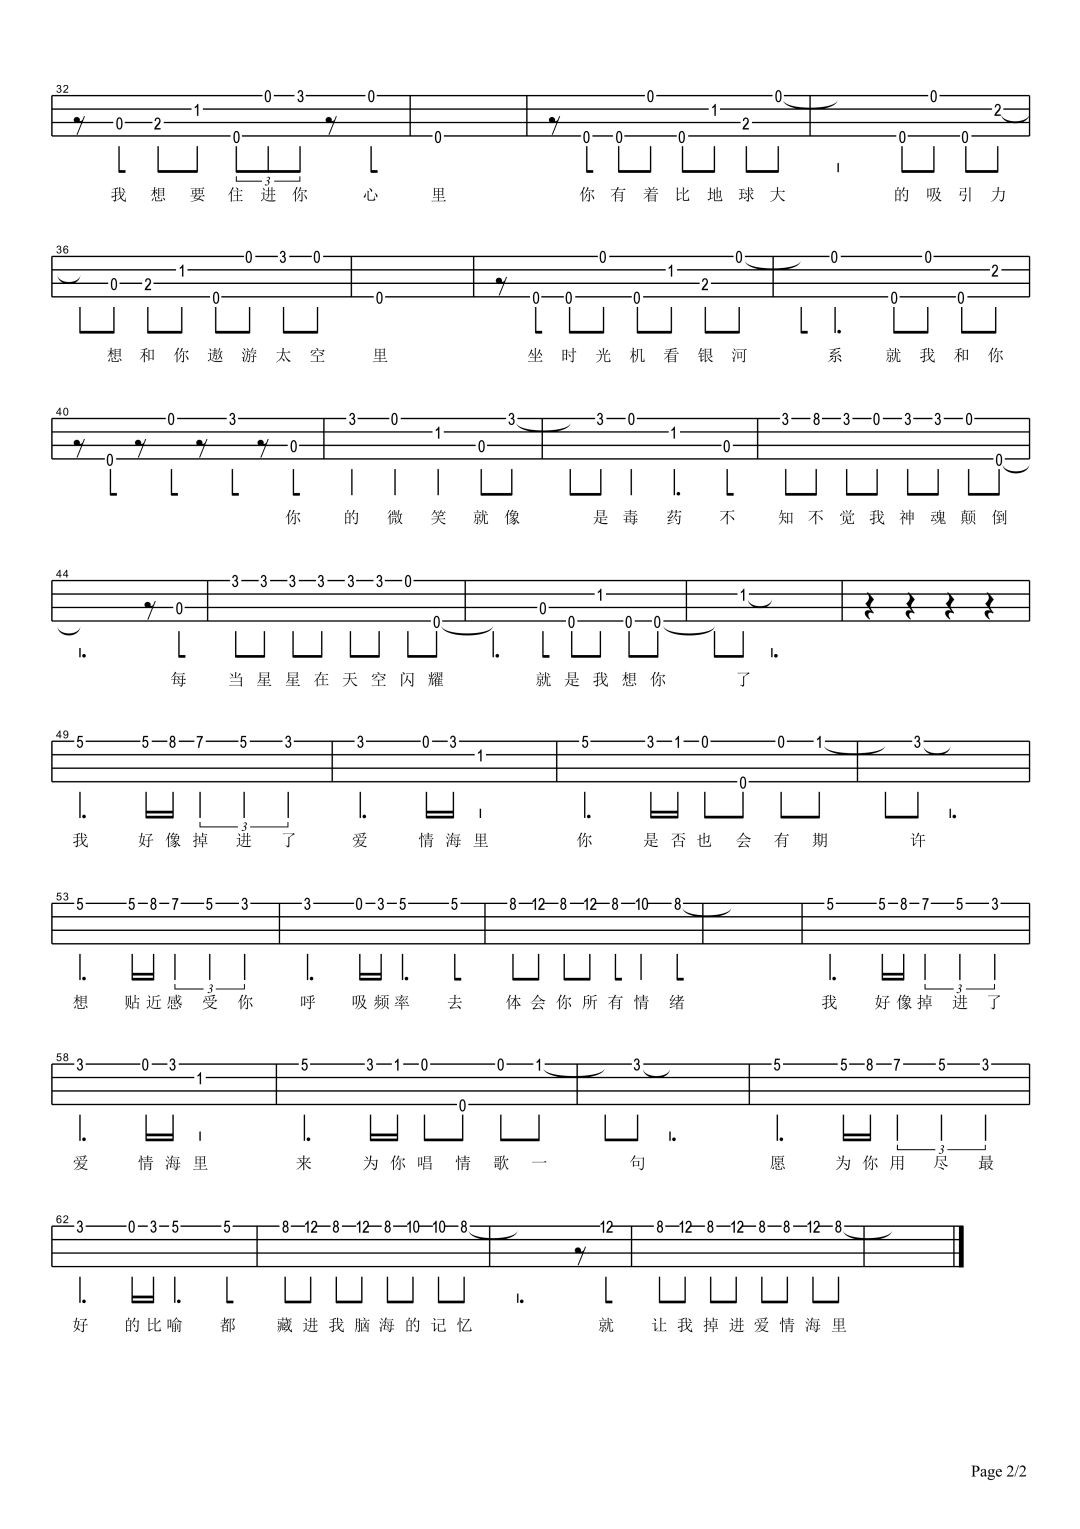 32
0 2 1 0 0 3 0 0 0 0 0 0 1 2 0 0 0 0 2
3
我 想 要 住 进 你 心 里 你 有 着 比 地 球 大 的 吸 引 力
36
0 2 1 0 0 3 0 0 0 0 0 0 1 2 0 0 0 0 0 2
想 和 你 遨 游 太 空 里 坐 时 光 机 看 银 河 系 就 我 和 你
40
0 0 3 0 3 0 1 0 3 3 0 1 0 3 8 3 0 3 3 0 0
你 的 微 笑 就 像 是 毒 药 不 知 不 觉 我 神 魂 颠 倒
44
0 3 3 3 3 3 3 0 0 0 0 1 0 0 1
每 当 星 星 在 天 空 闪 耀 就 是 我 想 你 了
49
5 5 8 7 5 3 3 0 3 1 5 3 1 0 0 0 1 3
3
我 好 像 掉 进 了 爱 情 海 里 你 是 否 也 会 有 期 许
53
5 5 8 7 5 3 3 0 3 5 5 8 12 8 12 8 10 8 5 5 8 7 5 3
3 3
想 贴 近 感 受 你 呼 吸 频 率 去 体 会 你 所 有 情 绪 我 好 像 掉 进 了
58
3 0 3 1 5 3 1 0 0 0 1 3 5 5 8 7 5 3
3
爱 情 海 里 来 为 你 唱 情 歌 一 句 愿 为 你 用 尽 最
62
3 0 3 5 5 8 12 8 12 8 10 10 8 12 8 12 8 12 8 8 12 8
好 的 比 喻 都 藏 进 我 脑 海 的 记 忆 就 让 我 掉 进 爱 情 海 里
Page 2/2